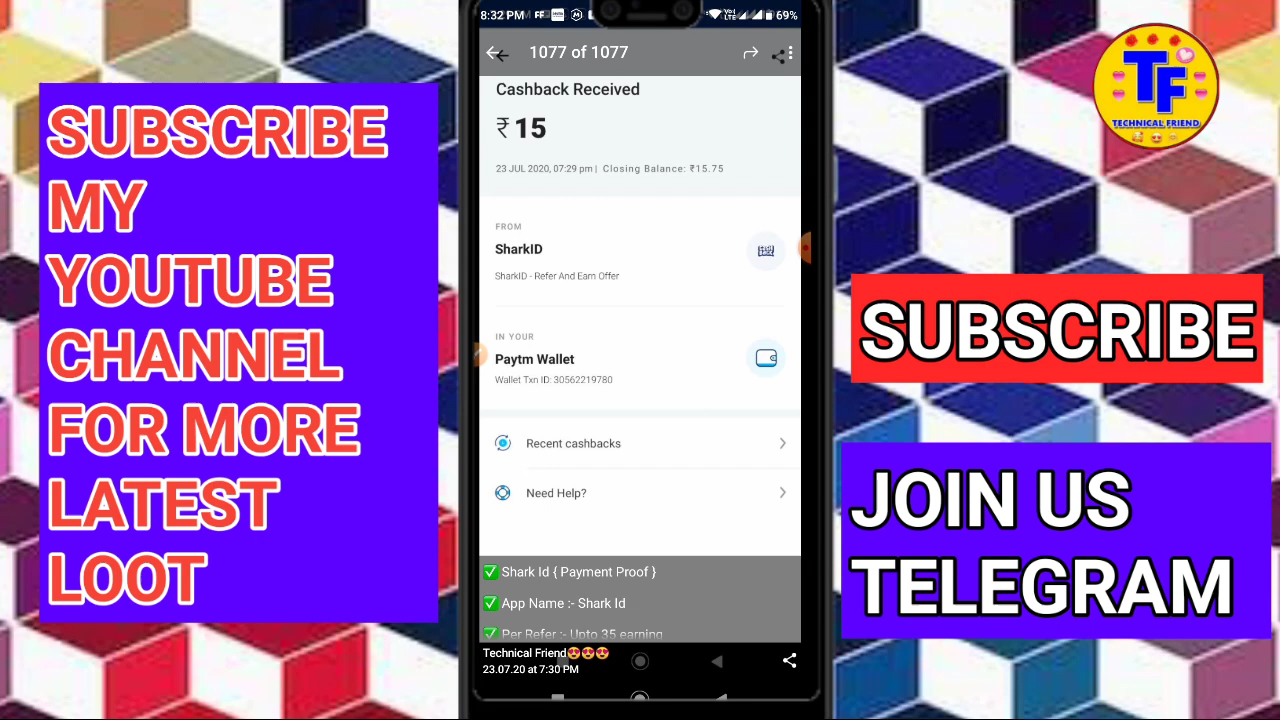 SUBSCRIBE
MY
YOUTUBE
CHANNEL
FOR MORE
LATEST
LOOT
8:32 PM
69%
1077 of 1077
Cashback Received
₹15
23 JUL 2020, 07:29 pm | Closing Balance: ₹15.75
FROM
SharkID
SharkID - Refer And Earn Offer
IN YOUR
Paytm Wallet
Wallet Txn ID: 30562219780
Recent cashbacks
Need Help?
✅ Shark Id { Payment Proof }
✅ App Name :- Shark Id
✅ Per Refer :- Upto 35 earning
Technical Friend😍😍😍
23.07.20 at 7:30 PM
TF
TECHNICAL FRIEND
SUBSCRIBE
JOIN US
TELEGRAM